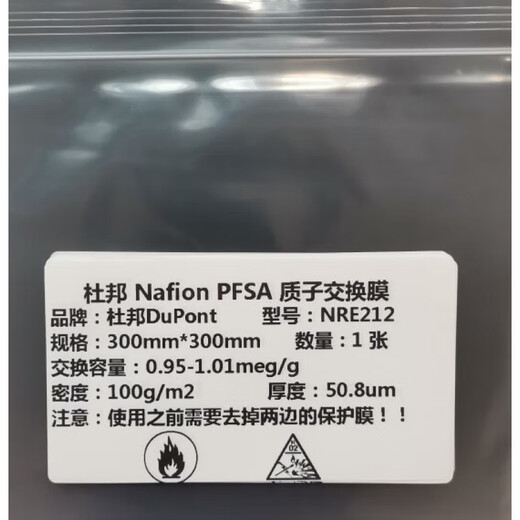 杜邦 Nafion PFSA 质子交换膜
品牌：杜邦DuPont 型号：NRE212
规格：300mm*300mm 数量：1 张
交换容量：0.95-1.01meg/g
密度：100g/m2 厚度：50.8um
注意：使用之前需要去掉两边的保护膜！！
02